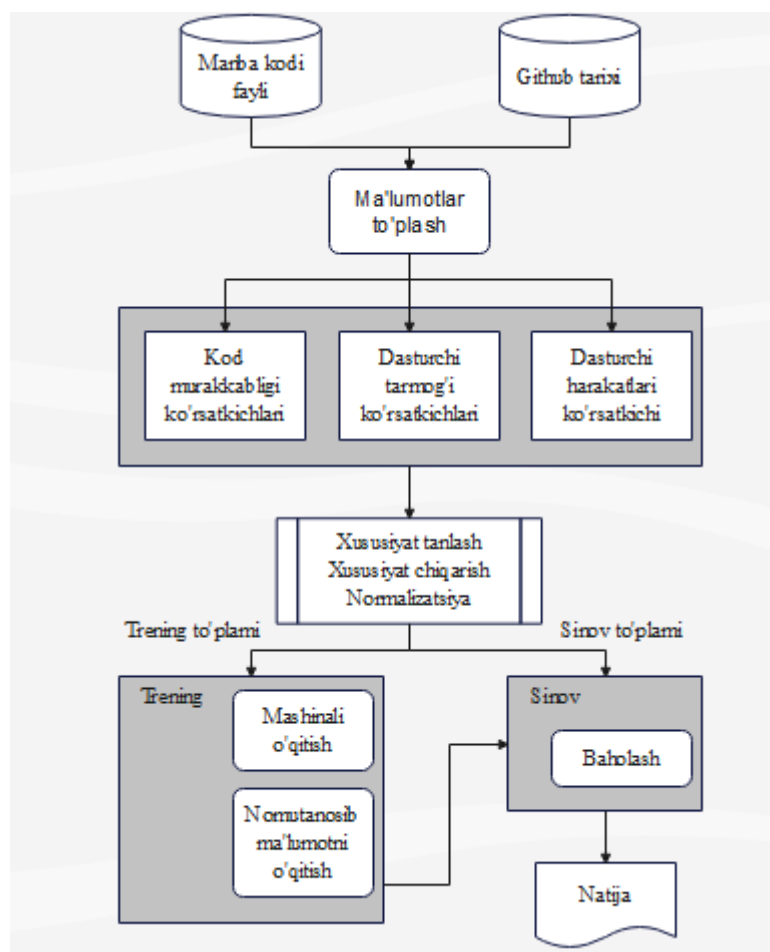 Manba kodi
fayli
Github tarixi
Ma'lumotlar
to'plash
Kod
murakkabligi
ko'rsatkichlari
Dasturchi
tarmog'i
ko'rsatkichlari
Dasturchi
harakatlari
ko'rsatkichi
Xususiyat tanlash
Xususiyat chiqarish
Normalizatsiya
Trening to'plami
Sinov to'plami
Trening
Mashinali
o'qitish
Nomutanosib
ma'lumotni
o'qitish
Sinov
Baholash
Natija